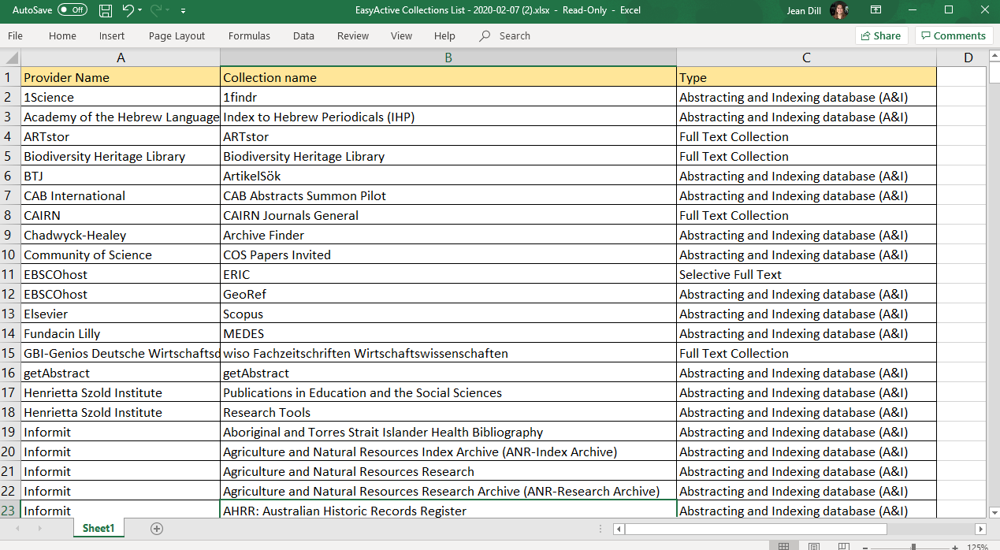 AutoSave Off EasyActive Collections List - 2020-02-07 (2).xlsx - Read-Only - Excel Jean Dill
File Home Insert Page Layout Formulas Data Review View Help Search Share Comments
A B C D
1 Provider Name Collection name Type
2 1Science 1findr Abstracting and Indexing database (A&I)
3 Academy of the Hebrew Language Index to Hebrew Periodicals (IHP) Abstracting and Indexing database (A&I)
4 ARTstor ARTstor Full Text Collection
5 Biodiversity Heritage Library Biodiversity Heritage Library Full Text Collection
6 BTJ ArtikelSök Abstracting and Indexing database (A&I)
7 CAB International CAB Abstracts Summon Pilot Abstracting and Indexing database (A&I)
8 CAIRN CAIRN Journals General Full Text Collection
9 Chadwyck-Healey Archive Finder Abstracting and Indexing database (A&I)
10 Community of Science COS Papers Invited Abstracting and Indexing database (A&I)
11 EBSCOhost ERIC Selective Full Text
12 EBSCOhost GeoRef Abstracting and Indexing database (A&I)
13 Elsevier Scopus Abstracting and Indexing database (A&I)
14 Fundacin Lilly MEDES Abstracting and Indexing database (A&I)
15 GBI-Genios Deutsche Wirtschaftsd wiso Fachzeitschriften Wirtschaftswissenschaften Full Text Collection
16 getAbstract getAbstract Abstracting and Indexing database (A&I)
17 Henrietta Szold Institute Publications in Education and the Social Sciences Abstracting and Indexing database (A&I)
18 Henrietta Szold Institute Research Tools Abstracting and Indexing database (A&I)
19 Informit Aboriginal and Torres Strait Islander Health Bibliography Abstracting and Indexing database (A&I)
20 Informit Agriculture and Natural Resources Index Archive (ANR-Index Archive) Abstracting and Indexing database (A&I)
21 Informit Agriculture and Natural Resources Research Abstracting and Indexing database (A&I)
22 Informit Agriculture and Natural Resources Research Archive (ANR-Research Archive) Abstracting and Indexing database (A&I)
23 Informit AHRR: Australian Historic Records Register Abstracting and Indexing database (A&I)
Sheet1
125%